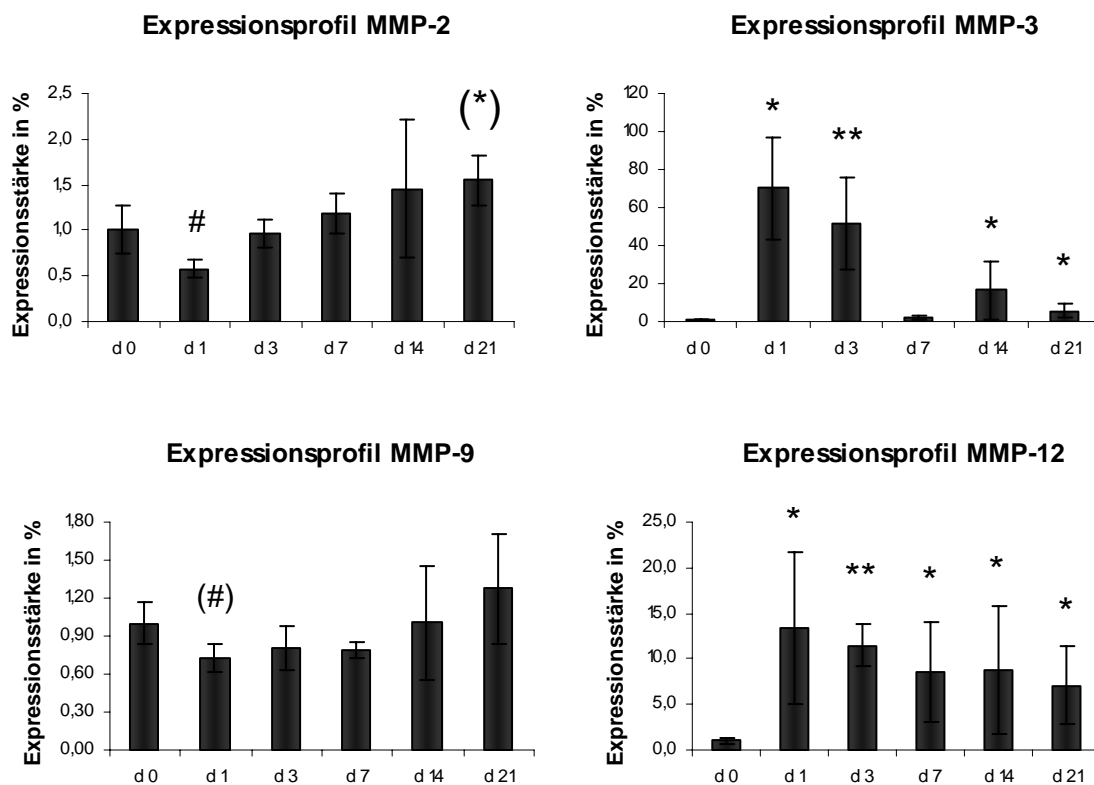 Expressionsprofil MMP-2
Expressionsstärke in %
2,5
2,0
1,5
1,0
0,5
0,0
#
(*)
d 0 d 1 d 3 d 7 d 14 d 21
Expressionsprofil MMP-3
Expressionsstärke in %
120
100
80
60
40
20
0
* ** * *
d 0 d 1 d 3 d 7 d 14 d 21
Expressionsprofil MMP-9
Expressionsstärke in %
1,80
1,50
1,20
0,90
0,60
0,30
0,00
(#)
d 0 d 1 d 3 d 7 d 14 d 21
Expressionsprofil MMP-12
Expressionsstärke in %
25,0
20,0
15,0
10,0
5,0
0,0
* ** * * *
d 0 d 1 d 3 d 7 d 14 d 21